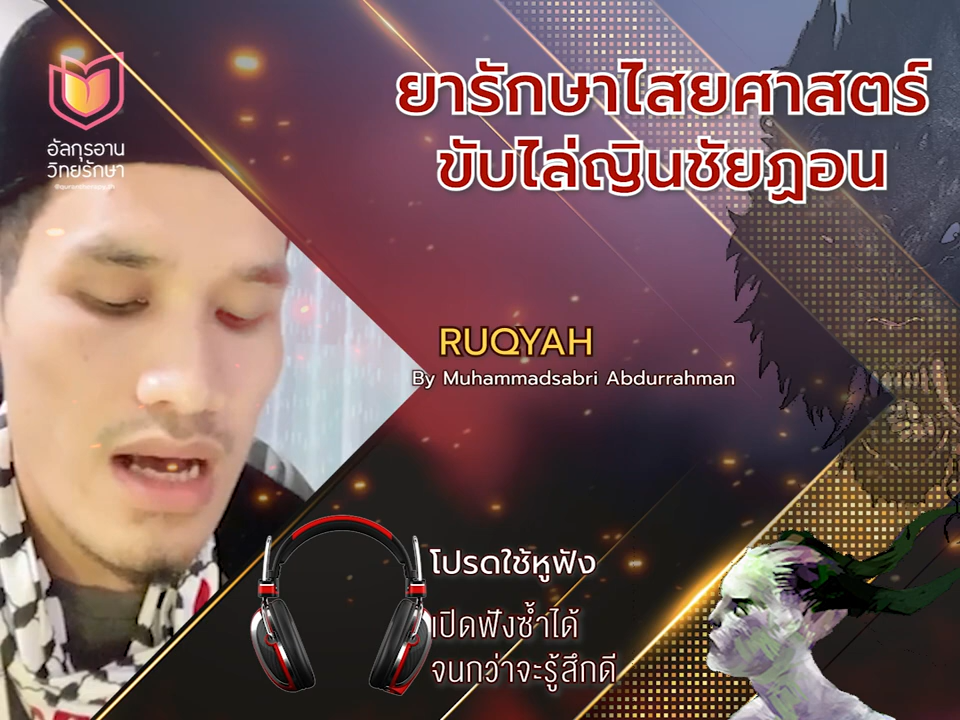 ยารักษาไสยศาสตร์
ขับไล่ญินชัยฏอน
อัลกุรอาน
วิทยรักษา
RUQYAH
By Muhammadsabri Abdurrahman
โปรดใช้หูฟัง
เปิดฟังซ้ำได้
จนกว่าจะรู้สึกดี